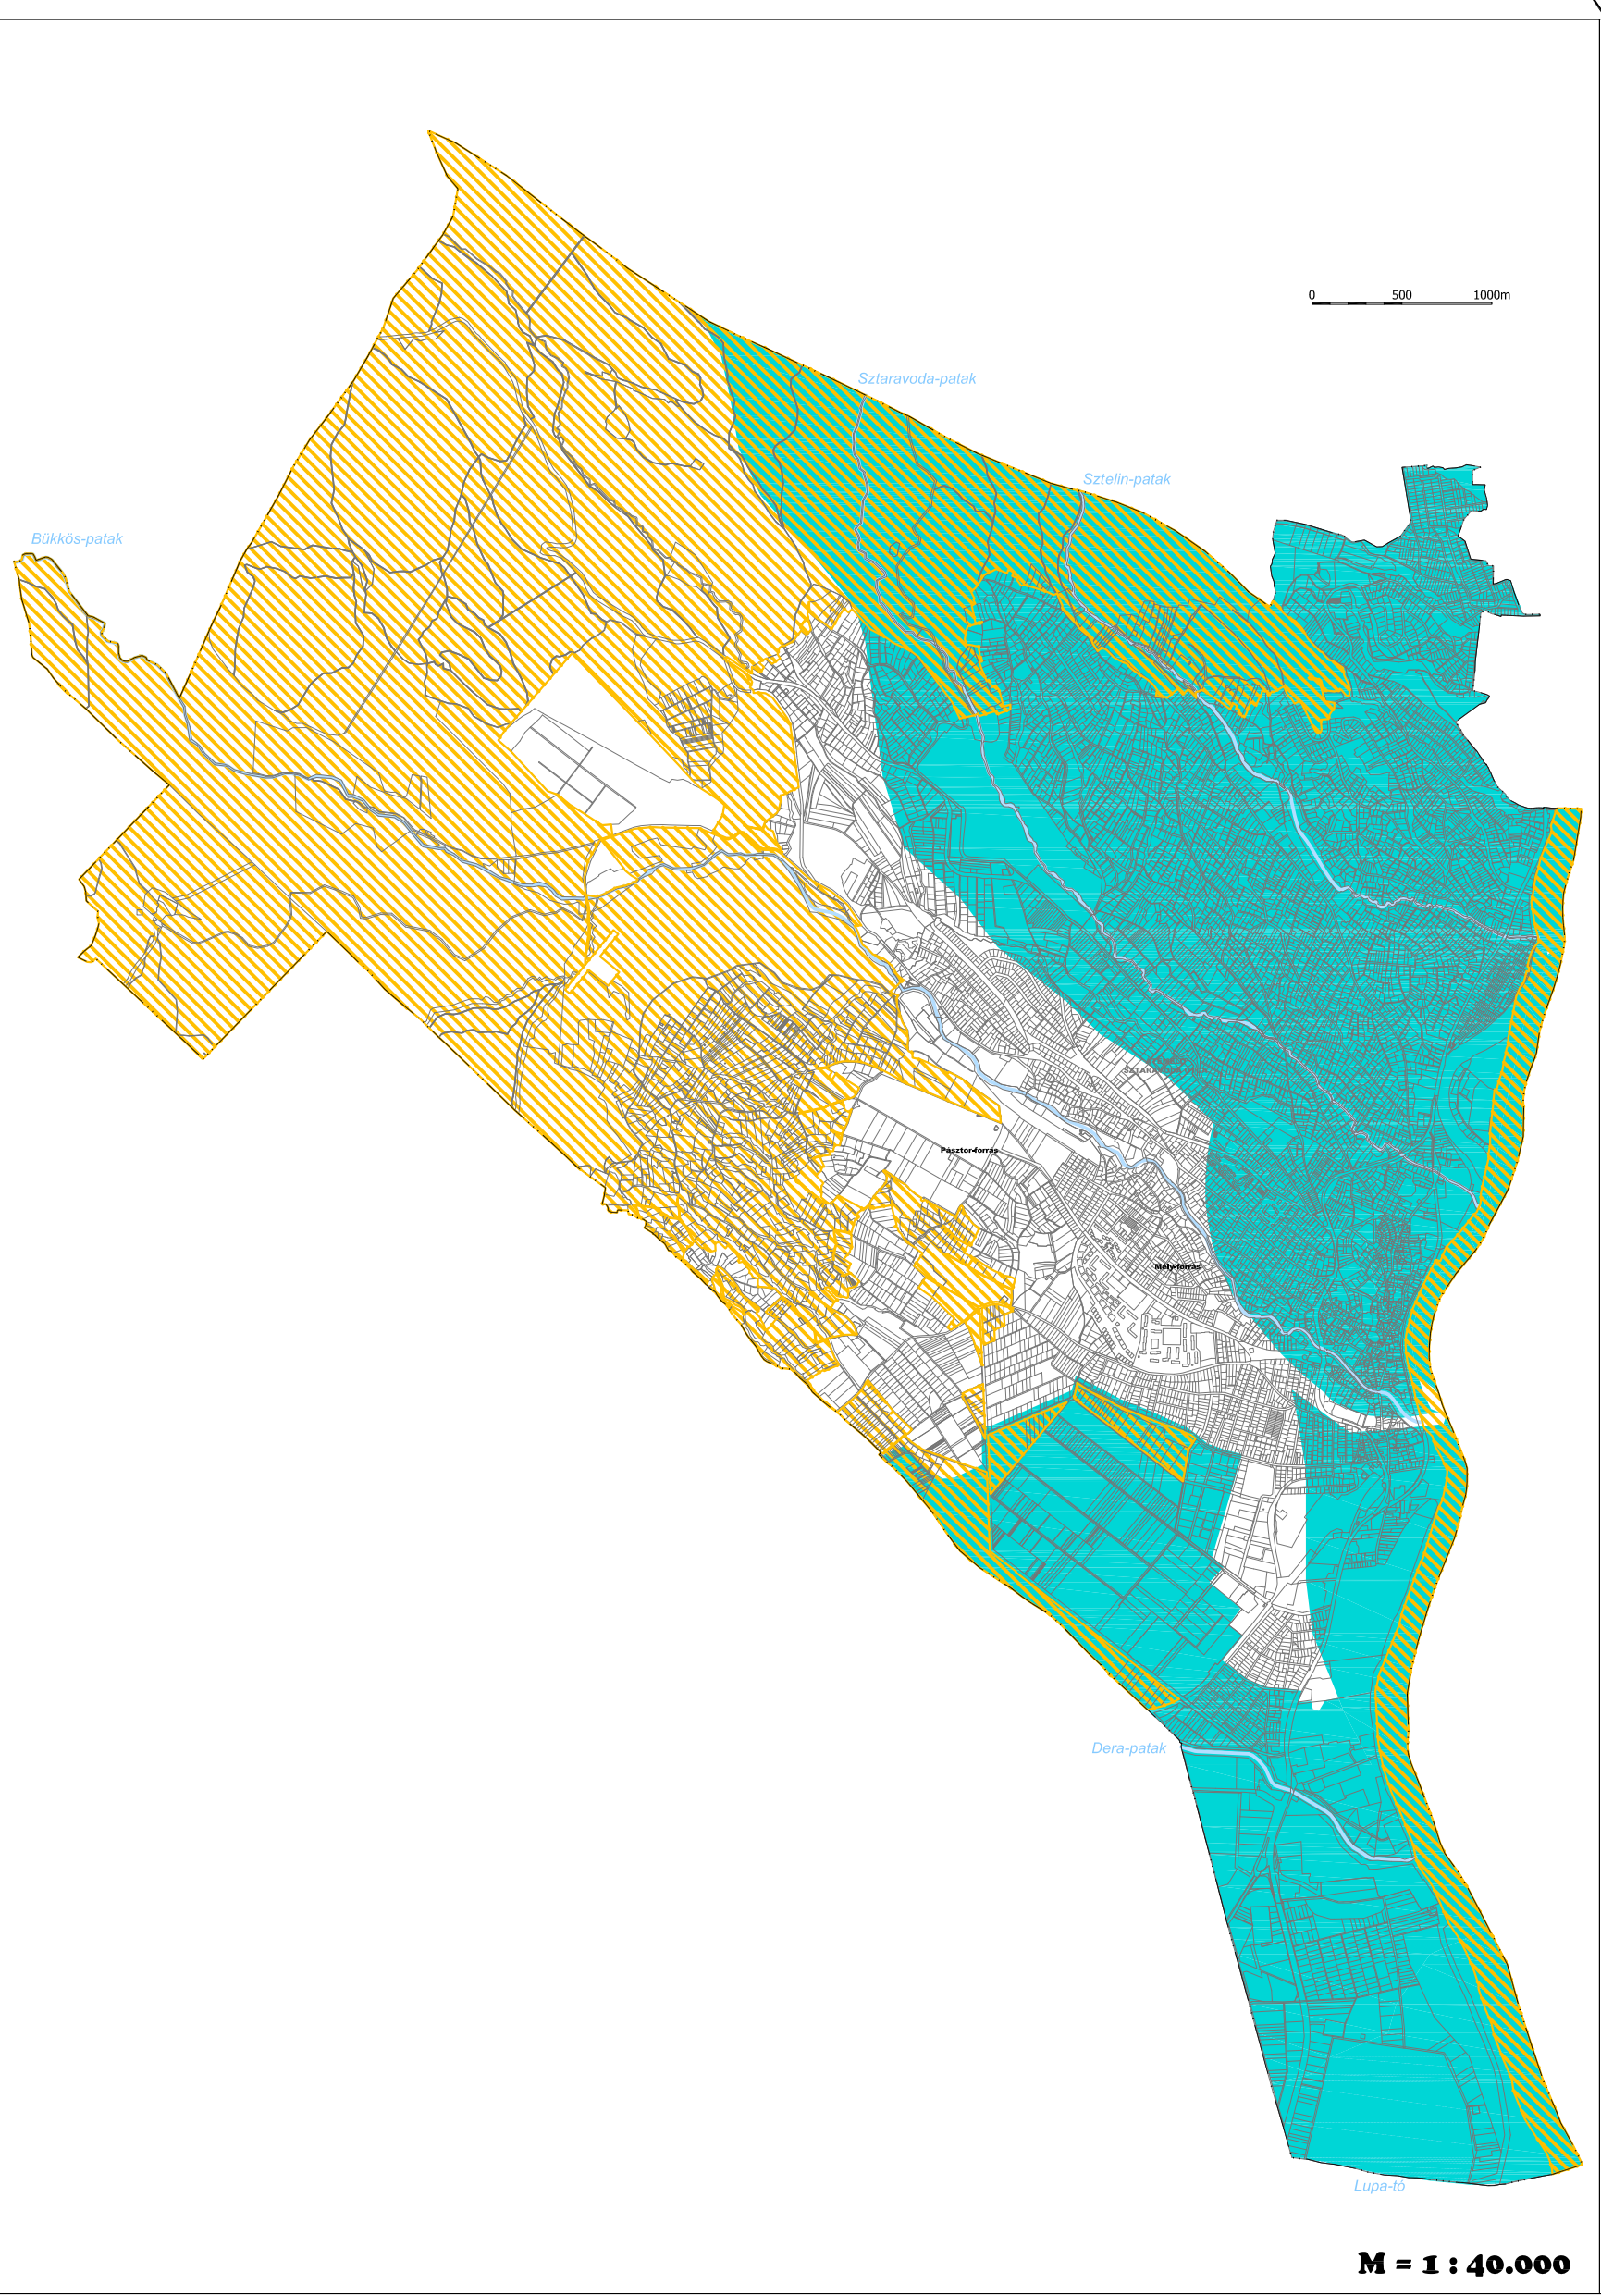 0 500 1000m
Sztaravoda-patak
Sztelin-patak
Bükkös-patak
Pásztor-forrás
Mély-forrás
Dera-patak
Lupa-tó
M = 1 : 40.000